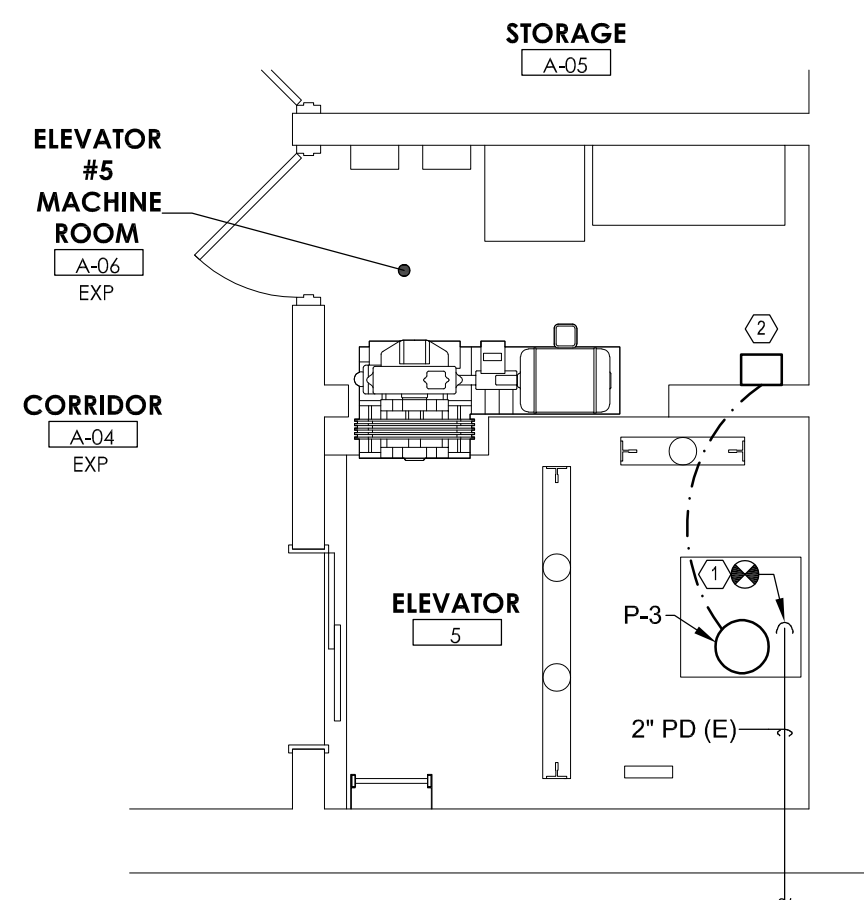 STORAGE
A-05
ELEVATOR
#5
MACHINE
ROOM
A-06
EXP
2
CORRIDOR
A-04
EXP
1
ELEVATOR
5
P-3
2" PD (E)